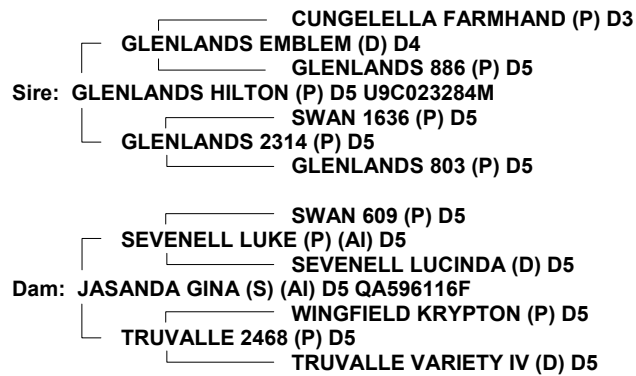 CUNGELELLA FARMHAND (P) D3
GLENLANDS EMBLEM (D) D4
GLENLANDS 886 (P) D5
Sire: GLENLANDS HILTON (P) D5 U9C023284M
SWAN 1636 (P) D5
GLENLANDS 2314 (P) D5
GLENLANDS 803 (P) D5
SWAN 609 (P) D5
SEVENELL LUKE (P) (AI) D5
SEVENELL LUCINDA (D) D5
Dam: JASANDA GINA (S) (AI) D5 QA596116F
WINGFIELD KRYPTON (P) D5
TRUVALLE 2468 (P) D5
TRUVALLE VARIETY IV (D) D5